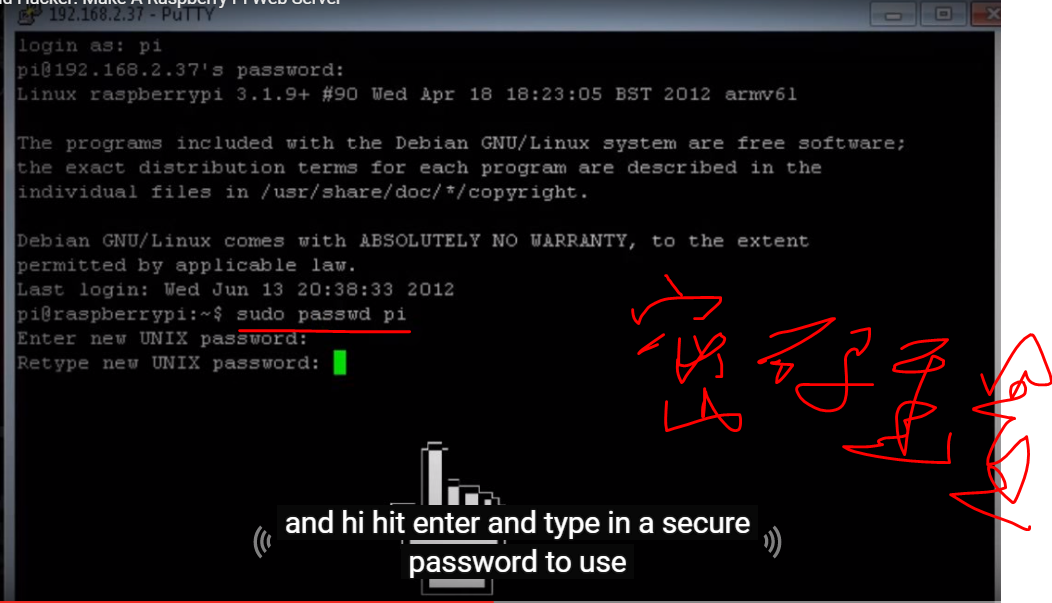 d Hacker: Make A Raspberry Pi Web Server
192.168.2.37 - PuTTY
login as: pi
pi@192.168.2.37's password:
Linux raspberrypi 3.1.9+ #90 Wed Apr 18 18:23:05 BST 2012 armv6l
The programs included with the Debian GNU/Linux system are free software;
the exact distribution terms for each program are described in the
individual files in /usr/share/doc/*/copyright.
Debian GNU/Linux comes with ABSOLUTELY NO WARRANTY, to the extent
permitted by applicable law.
Last login: Wed Jun 13 20:38:33 2012
pi@raspberrypi:~$ sudo passwd pi
Enter new UNIX password:
Retype new UNIX password:
密码重
and hi hit enter and type in a secure
password to use